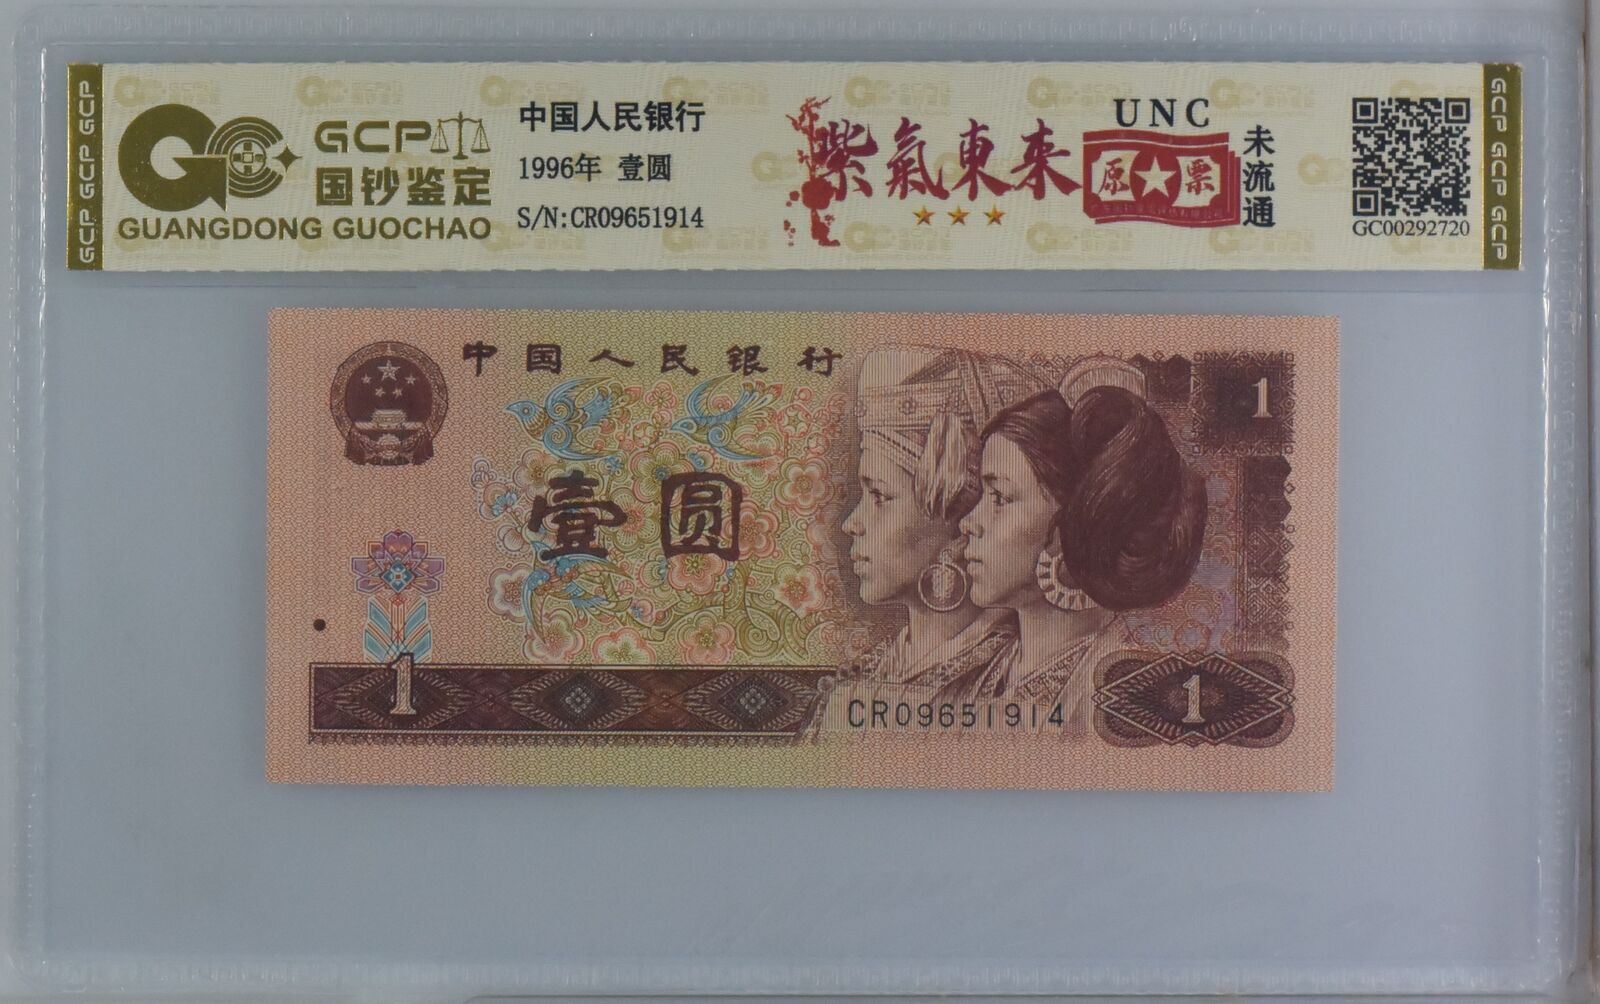 GCP GCP GCP
GCP
国钞鉴定
GUANGDONG GUOCHAO
中国人民银行
1996年 壹圆
S/N:CR09651914
紫氣東来
UNC
原票
未流通
GC00292720
GCP GCP GCP
中国人民银行
1
壹圆
1
CR09651914
1